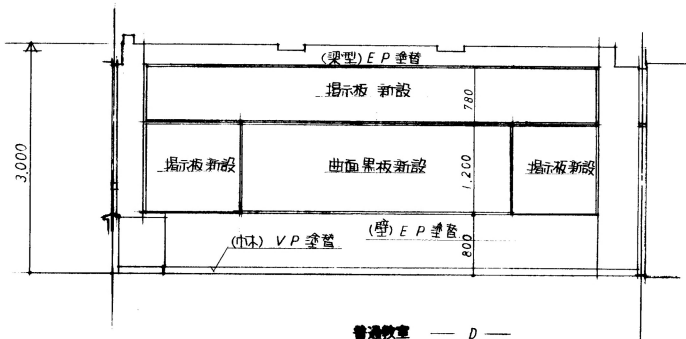 (梁型) EP塗替
掲示板 新設
780
3,000
掲示板新設
曲面黒板新設
掲示板新設
1,200
(壁) EP塗替
(巾木) VP塗替
800
普通教室 — D —